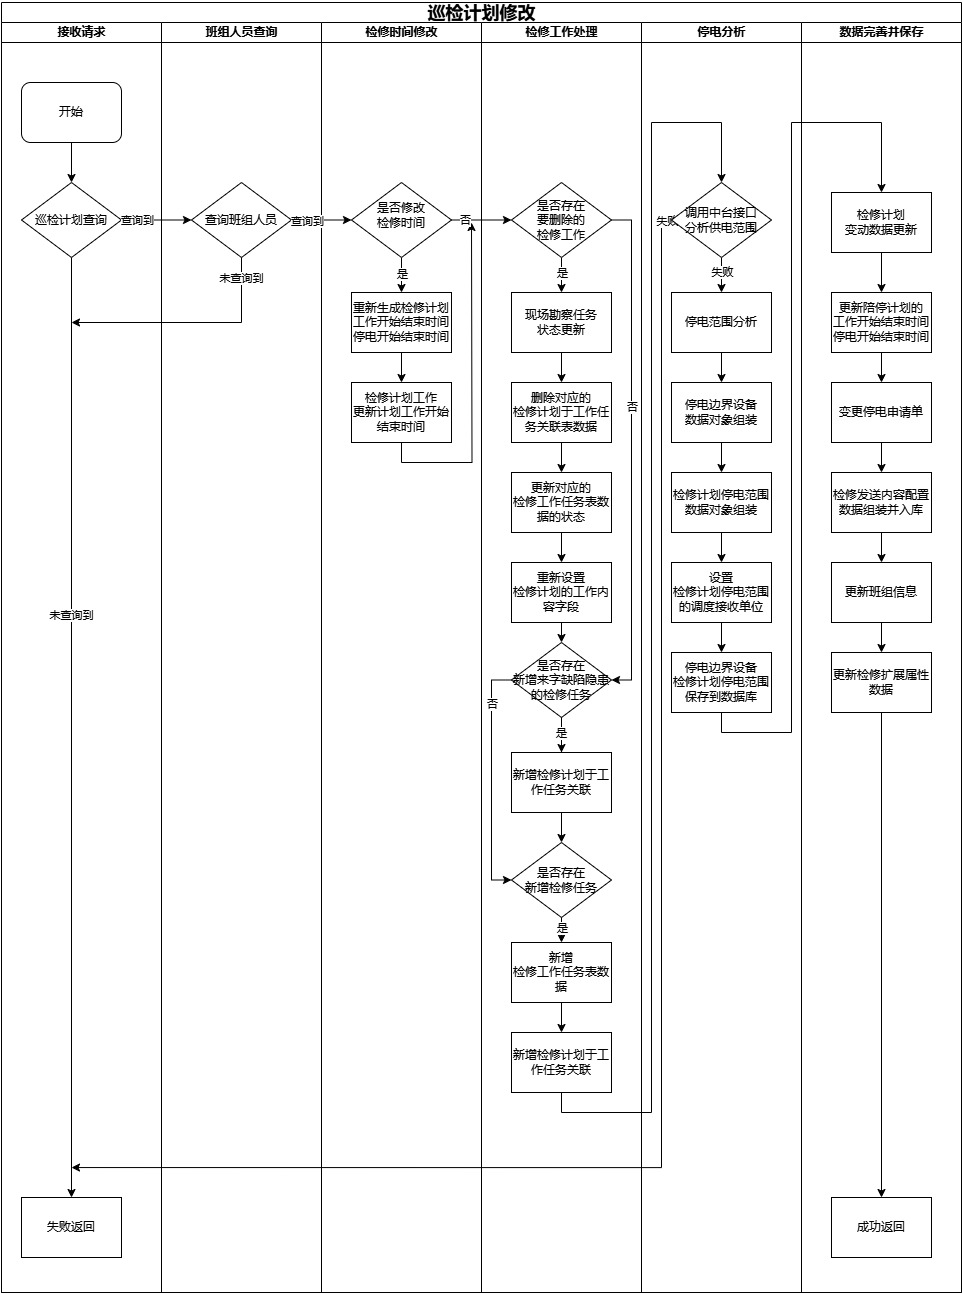 巡检计划修改
接收请求
班组人员查询
检修时间修改
检修工作处理
停电分析
数据完善并保存
开始
巡检计划查询
查询到
未查询到
查询班组人员
查询到
未查询到
是否修改
检修时间
否
是
重新生成检修计划
工作开始结束时间
停电开始结束时间
检修计划工作
更新计划工作开始
结束时间
是否存在
要删除的
检修工作
是
否
现场勘察任务
状态更新
删除对应的
检修计划于工作任
务关联表数据
更新对应的
检修工作任务表数
据的状态
重新设置
检修计划的工作内
容字段
是否存在
新增来字缺陷隐患
的检修任务
否
是
新增检修计划于工
作任务关联
是否存在
新增检修任务
是
新增
检修工作任务表数
据
新增检修计划于工
作任务关联
失败
调用中台接口
分析供电范围
失败
停电范围分析
停电边界设备
数据对象组装
检修计划停电范围
数据对象组装
设置
检修计划停电范围
的调度接收单位
停电边界设备
检修计划停电范围
保存到数据库
检修计划
变动数据更新
更新陪停计划的
工作开始结束时间
停电开始结束时间
变更停电申请单
检修发送内容配置
数据组装并入库
更新班组信息
更新检修扩展属性
数据
失败返回
成功返回